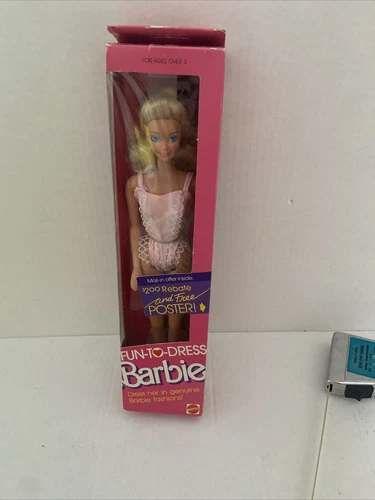 FOR AGES OVER 3
Mail-in offer inside
$2.00 Rebate
and Free
POSTER!
FUN-TO-DRESS
Barbie
Dress her in genuine
Barbie fashions!
MATTEL